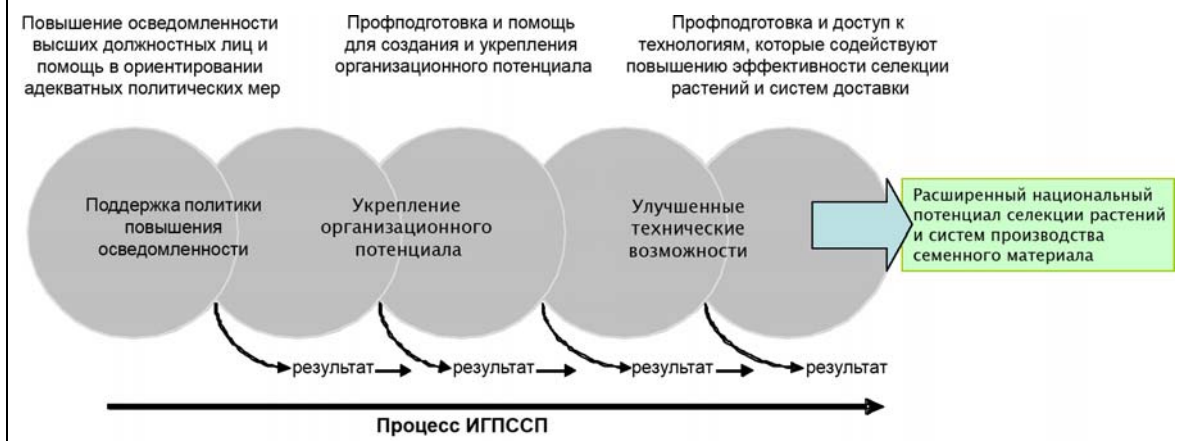 Повышение осведомленности
высших должностных лиц и
помощь в ориентировании
адекватных политических мер
Профподготовка и помощь
для создания и укрепления
организационного потенциала
Профподготовка и доступ к
технологиям, которые содействуют
повышению эффективности селекции
растений и систем доставки
Поддержка политики
повышения
осведомленности
Укрепление
организационного
потенциала
Улучшенные
технические
возможности
Расширенный национальный
потенциал селекции растений
и систем производства
семенного материала
результат результат результат результат
Процесс ИГПССП